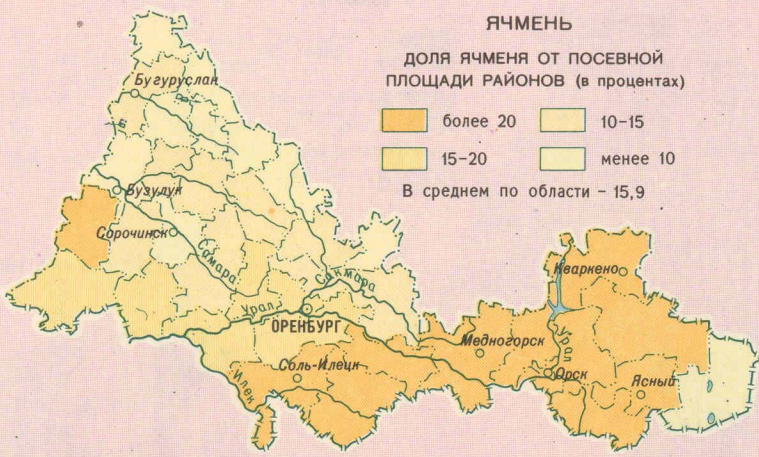 ЯЧМЕНЬ
ДОЛЯ ЯЧМЕНЯ ОТ ПОСЕВНОЙ
ПЛОЩАДИ РАЙОНОВ (в процентах)
более 20
10-15
15-20
менее 10
В среднем по области - 15,9
Бугуруслан
Бузулук
Сорочинск
Самара
Сакмара
Урал
ОРЕНБУРГ
Илек
Соль-Илецк
Медногорск
Кваркено
Урал
Орск
Ясный